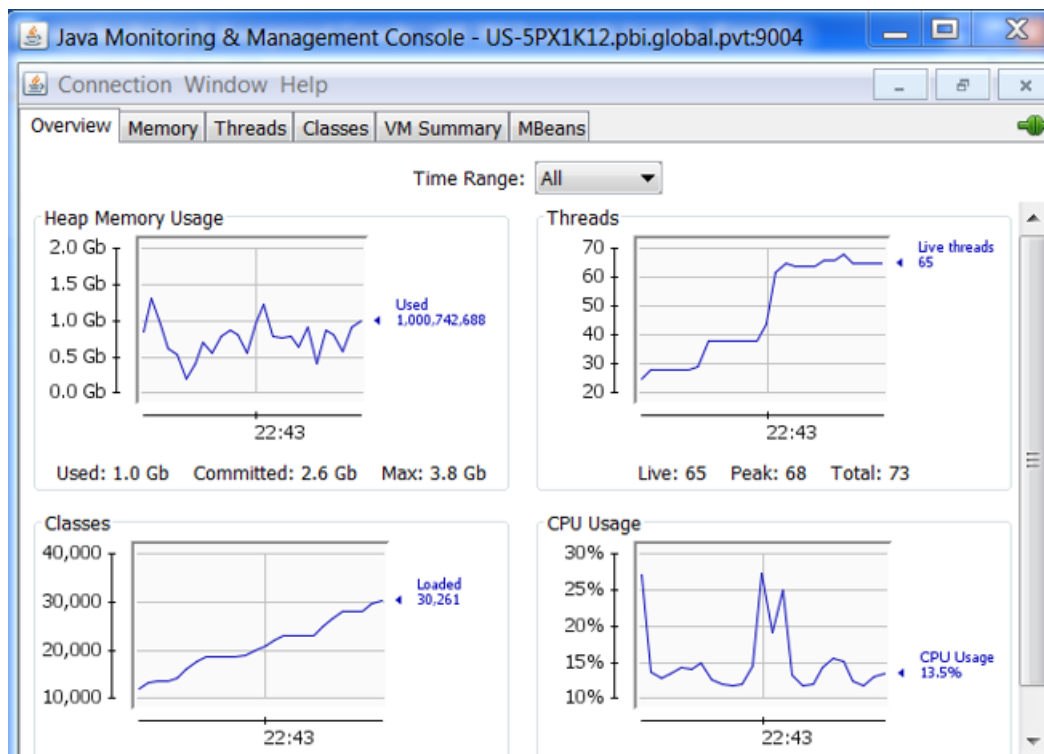 Java Monitoring & Management Console - US-5PX1K12.pbi.global.pvt:9004
Connection Window Help
Overview Memory Threads Classes VM Summary MBeans
Time Range: All
Heap Memory Usage
2.0 Gb
1.5 Gb
1.0 Gb
0.5 Gb
0.0 Gb
Used
1,000,742,688
22:43
Used: 1.0 Gb Committed: 2.6 Gb Max: 3.8 Gb
Threads
70
60
50
40
30
20
Live threads
65
22:43
Live: 65 Peak: 68 Total: 73
Classes
40,000
30,000
20,000
10,000
Loaded
30,261
22:43
CPU Usage
30%
25%
20%
15%
10%
CPU Usage
13.5%
22:43